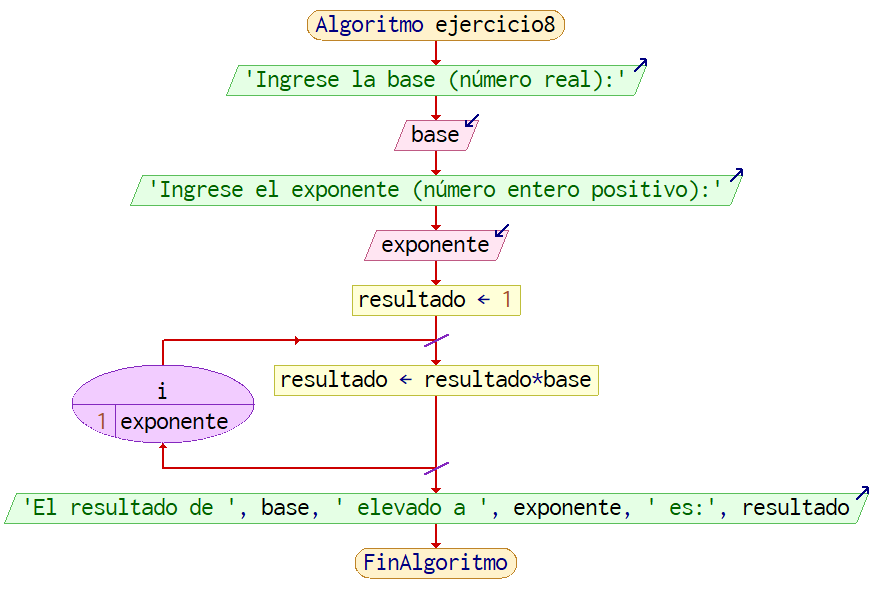 Algoritmo ejercicio8
'Ingrese la base (número real):'
base
'Ingrese el exponente (número entero positivo):'
exponente
resultado ← 1
i
1 exponente
resultado ← resultado*base
'El resultado de ', base, ' elevado a ', exponente, ' es:', resultado
FinAlgoritmo